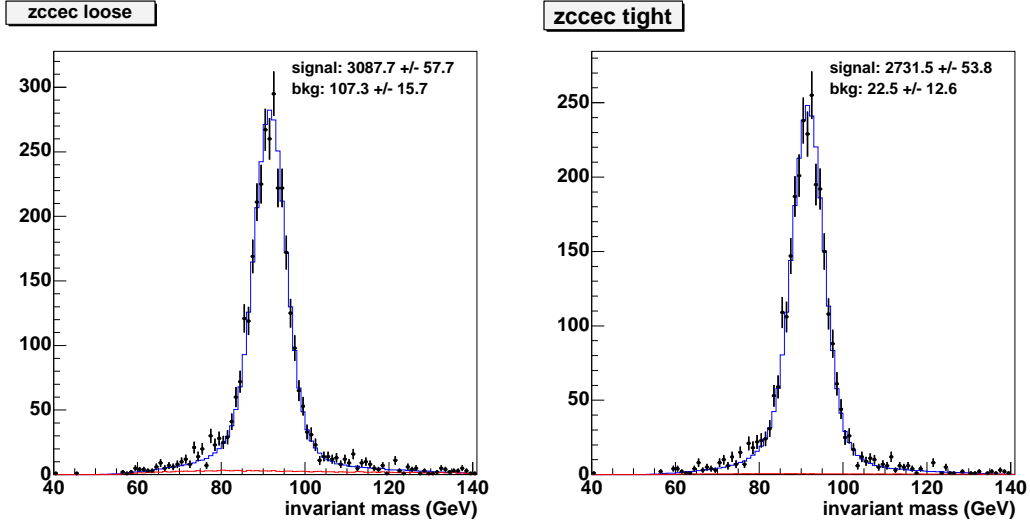 zccec loose
signal: 3087.7 +/- 57.7
bkg: 107.3 +/- 15.7
300
250
200
150
100
50
0
40 60 80 100 120 140
invariant mass (GeV)
zccec tight
signal: 2731.5 +/- 53.8
bkg: 22.5 +/- 12.6
250
200
150
100
50
0
40 60 80 100 120 140
invariant mass (GeV)